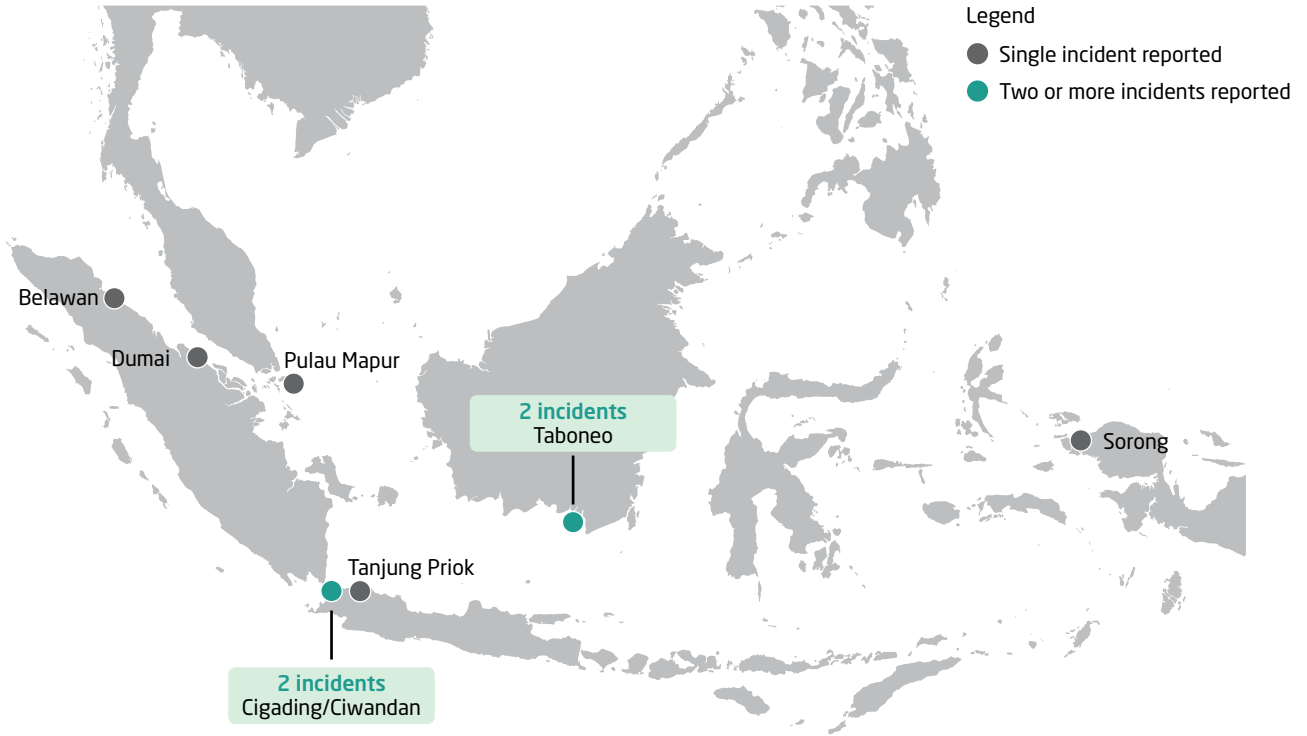 Legend
Single incident reported
Two or more incidents reported
Belawan
Dumai
Pulau Mapur
2 incidents
Taboneo
Sorong
Tanjung Priok
2 incidents
Cigading/Ciwandan